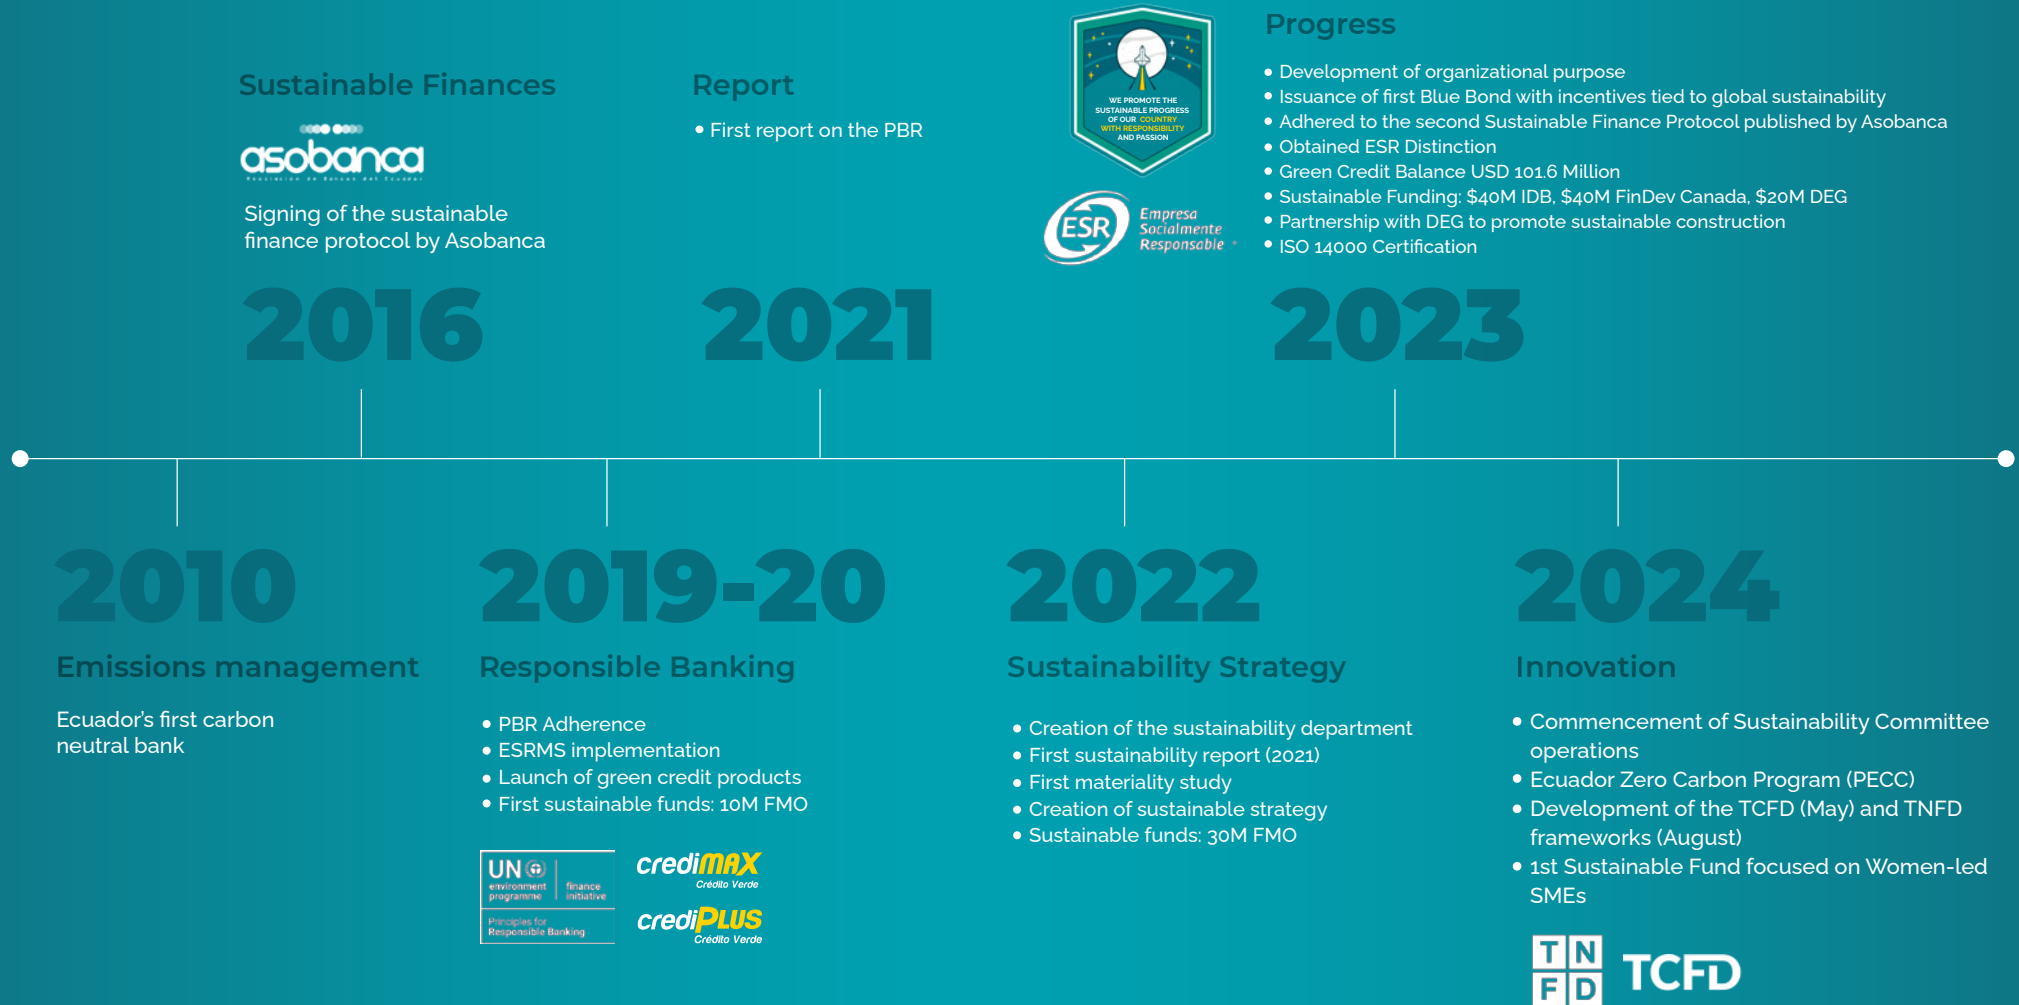 Sustainable Finances
asobanca
Asociación de Bancos del Ecuador
Signing of the sustainable
finance protocol by Asobanca
2016
Report
First report on the PBR
2021
WE PROMOTE THE
SUSTAINABLE PROGRESS
OF OUR COUNTRY
WITH RESPONSIBILITY
AND PASSION
ESR
Empresa
Socialmente
Responsable
Progress
Development of organizational purpose
Issuance of first Blue Bond with incentives tied to global sustainability
Adhered to the second Sustainable Finance Protocol published by Asobanca
Obtained ESR Distinction
Green Credit Balance USD 101.6 Million
Sustainable Funding: $40M IDB, $40M FinDev Canada, $20M DEG
Partnership with DEG to promote sustainable construction
ISO 14000 Certification
2023
2010
Emissions management
Ecuador's first carbon
neutral bank
2019-20
Responsible Banking
PBR Adherence
ESRMS implementation
Launch of green credit products
First sustainable funds: 10M FMO
UN
environment
programme
finance
initiative
Principles for
Responsible Banking
crediMAX
Crédito Verde
crediPLUS
Crédito Verde
2022
Sustainability Strategy
Creation of the sustainability department
First sustainability report (2021)
First materiality study
Creation of sustainable strategy
Sustainable funds: 30M FMO
2024
Innovation
Commencement of Sustainability Committee
operations
Ecuador Zero Carbon Program (PECC)
Development of the TCFD (May) and TNFD
frameworks (August)
1st Sustainable Fund focused on Women-led
SMEs
TN
FD
TCFD